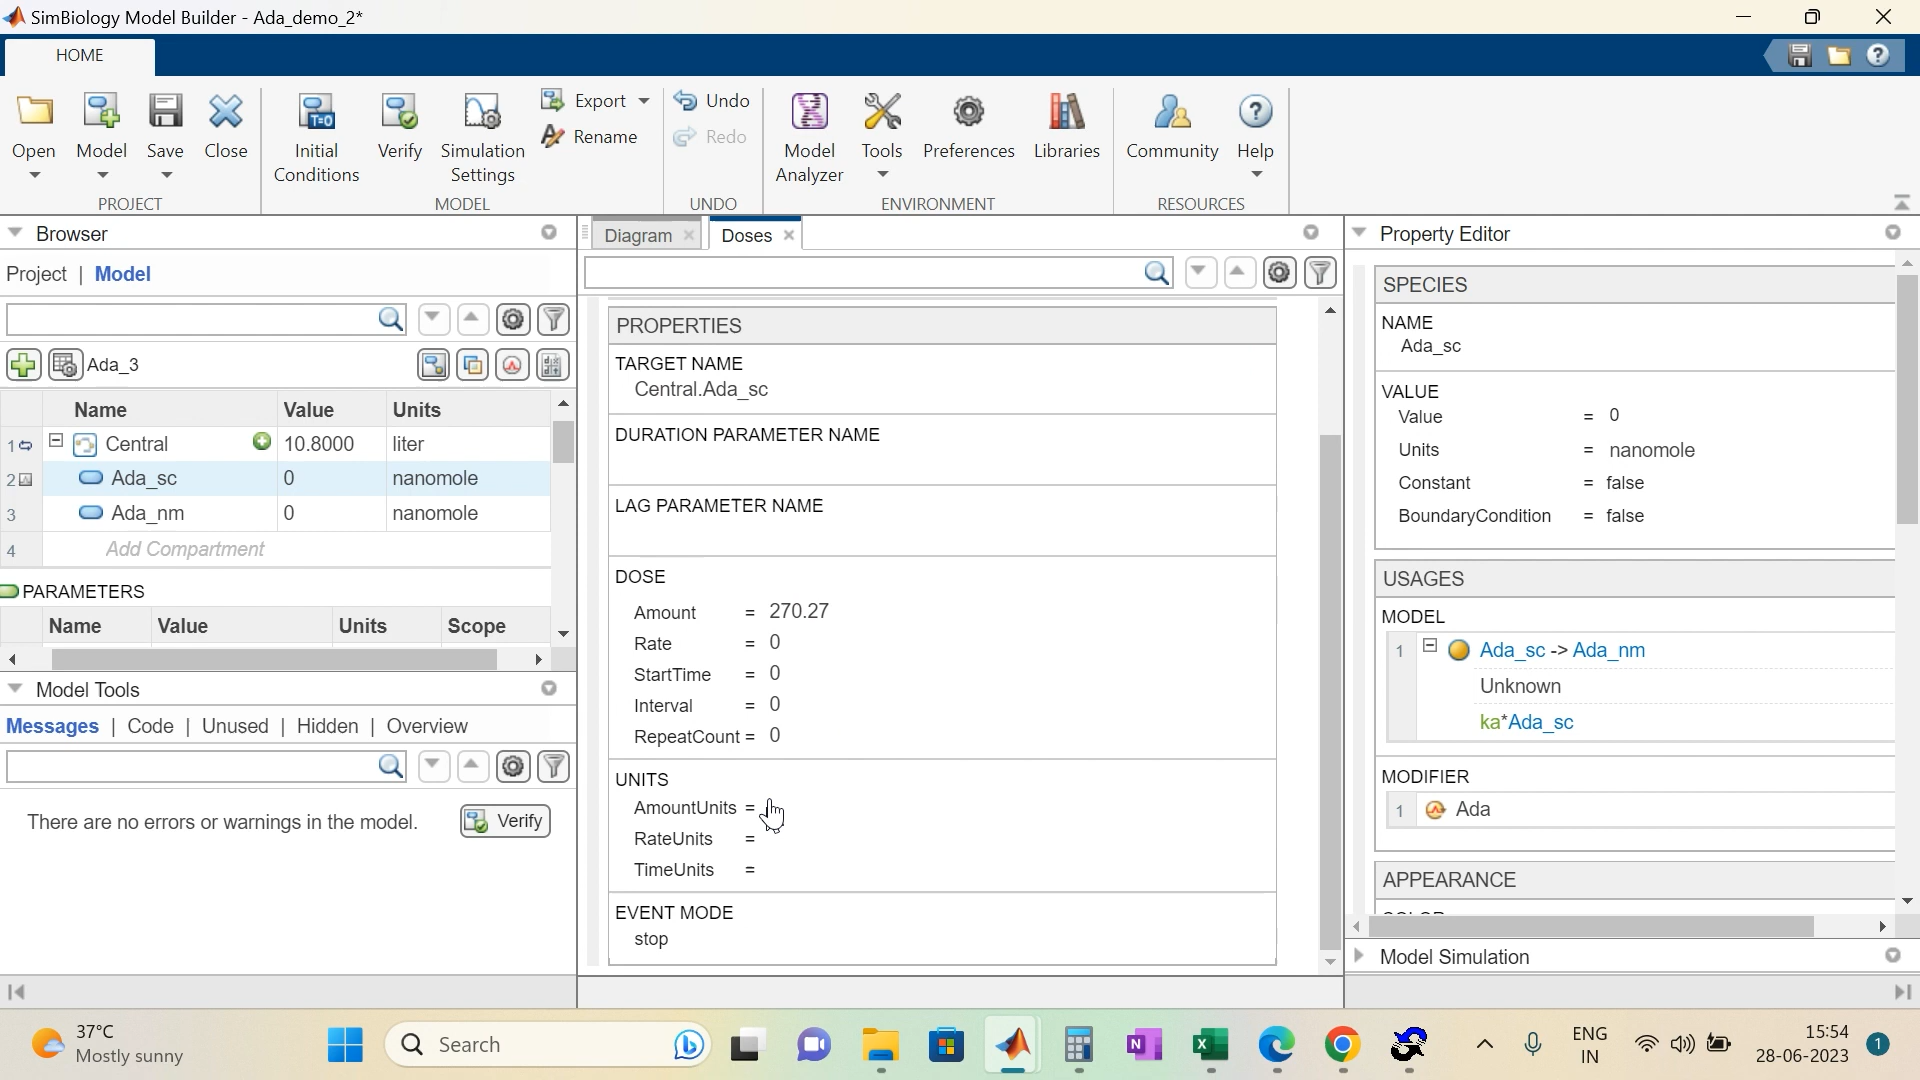 SimBiology Model Builder - Ada_demo_2*
HOME
Open
Model
Save
Close
PROJECT
Initial Conditions
Verify
Simulation Settings
Export
Rename
MODEL
Undo
Redo
UNDO
Model Analyzer
Tools
Preferences
Libraries
ENVIRONMENT
Community
Help
RESOURCES
Browser
Project | Model
Ada_3
Name Value Units
1 Central 10.8000 liter
2 Ada_sc 0 nanomole
3 Ada_nm 0 nanomole
4 Add Compartment
PARAMETERS
Name Value Units Scope
Model Tools
Messages | Code | Unused | Hidden | Overview
There are no errors or warnings in the model. Verify
Diagram Doses
PROPERTIES
TARGET NAME
Central.Ada_sc
DURATION PARAMETER NAME
LAG PARAMETER NAME
DOSE
Amount = 270.27
Rate = 0
StartTime = 0
Interval = 0
RepeatCount = 0
UNITS
AmountUnits =
RateUnits =
TimeUnits =
EVENT MODE
stop
Property Editor
SPECIES
NAME
Ada_sc
VALUE
Value = 0
Units = nanomole
Constant = false
BoundaryCondition = false
USAGES
MODEL
1 Ada_sc -> Ada_nm
Unknown
ka*Ada_sc
MODIFIER
1 Ada
APPEARANCE
Model Simulation
37°C
Mostly sunny
Search
ENG
IN
15:54
28-06-2023
1